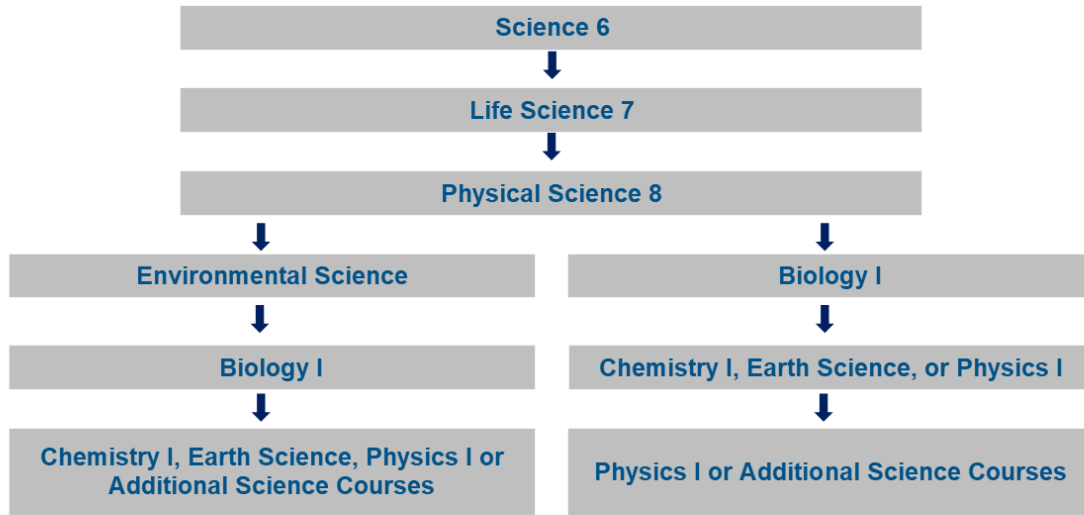 Science 6
Life Science 7
Physical Science 8
Environmental Science
Biology I
Biology I
Chemistry I, Earth Science, or Physics I
Chemistry I, Earth Science, Physics I or
Additional Science Courses
Physics I or Additional Science Courses